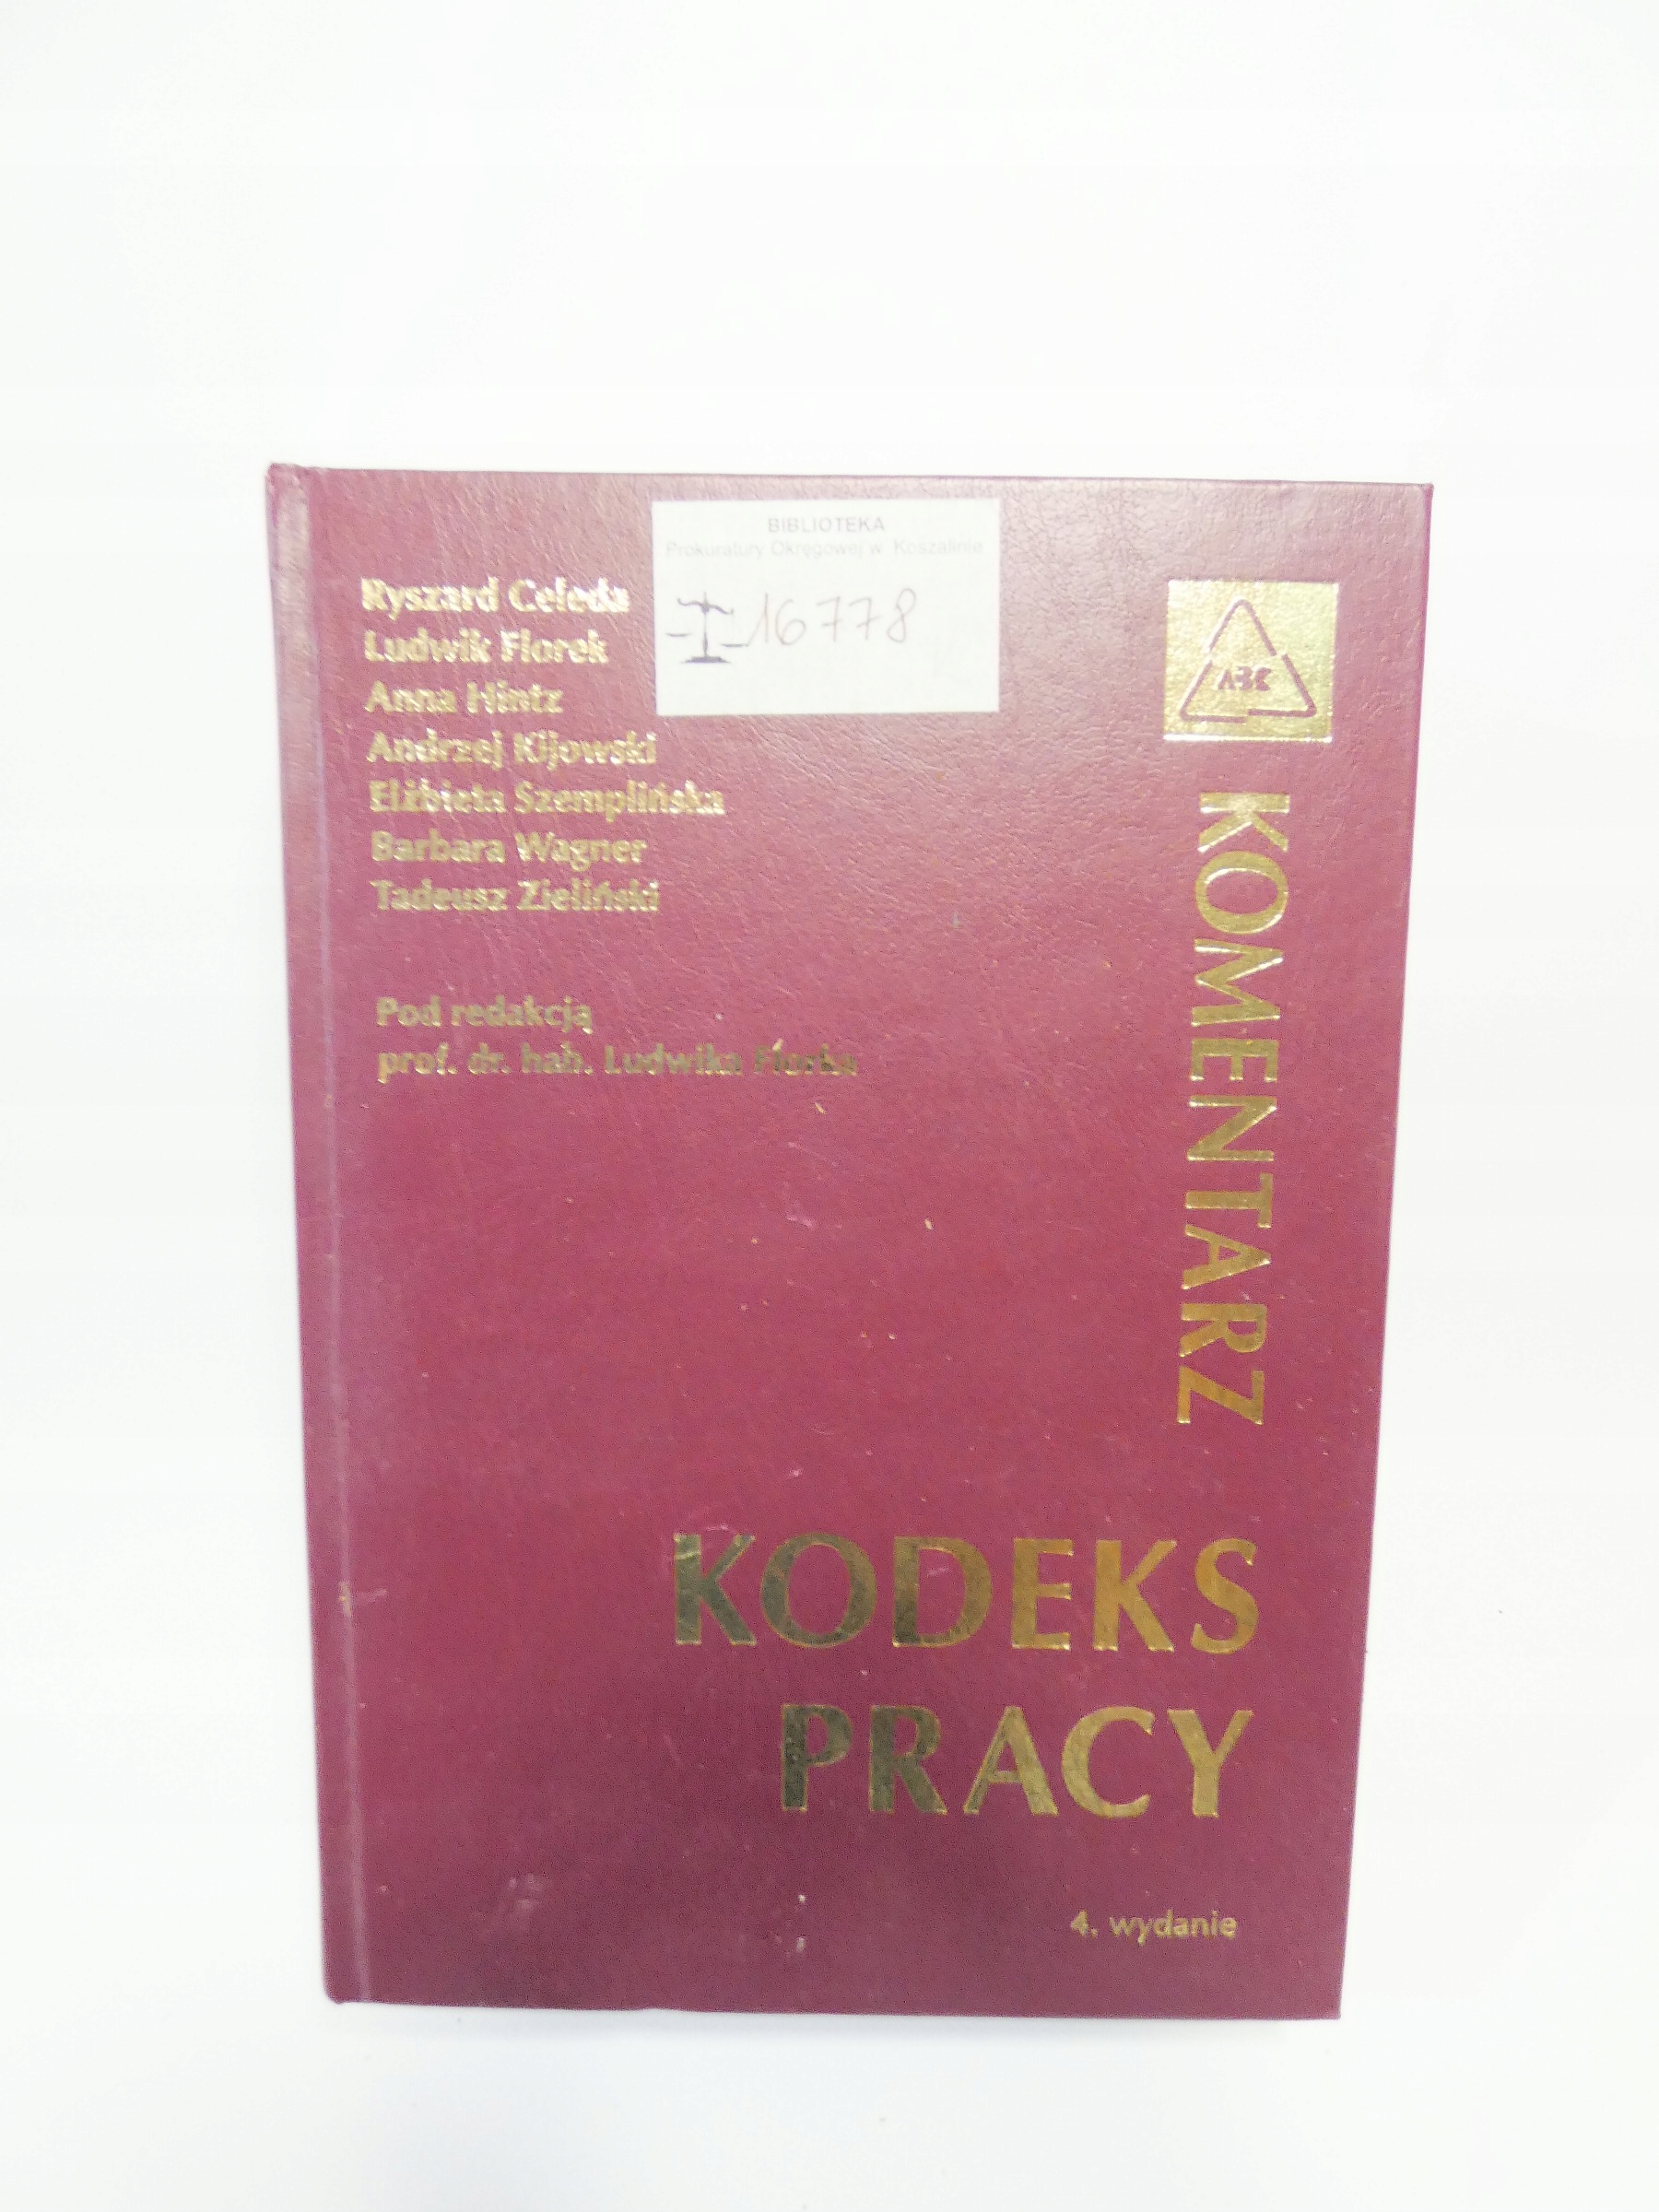 BIBLIOTEKA
Prokuratury Okręgowej w Koszalinie
16778
Ryszard Celeda
Ludwik Florek
Anna Hintz
Andrzej Kijowski
Elżbieta Szemplińska
Barbara Wagner
Tadeusz Zieliński
Pod redakcją
prof. dr. hab. Ludwika Florka
ABC
KOMENTARZ
KODEKS
PRACY
4. wydanie